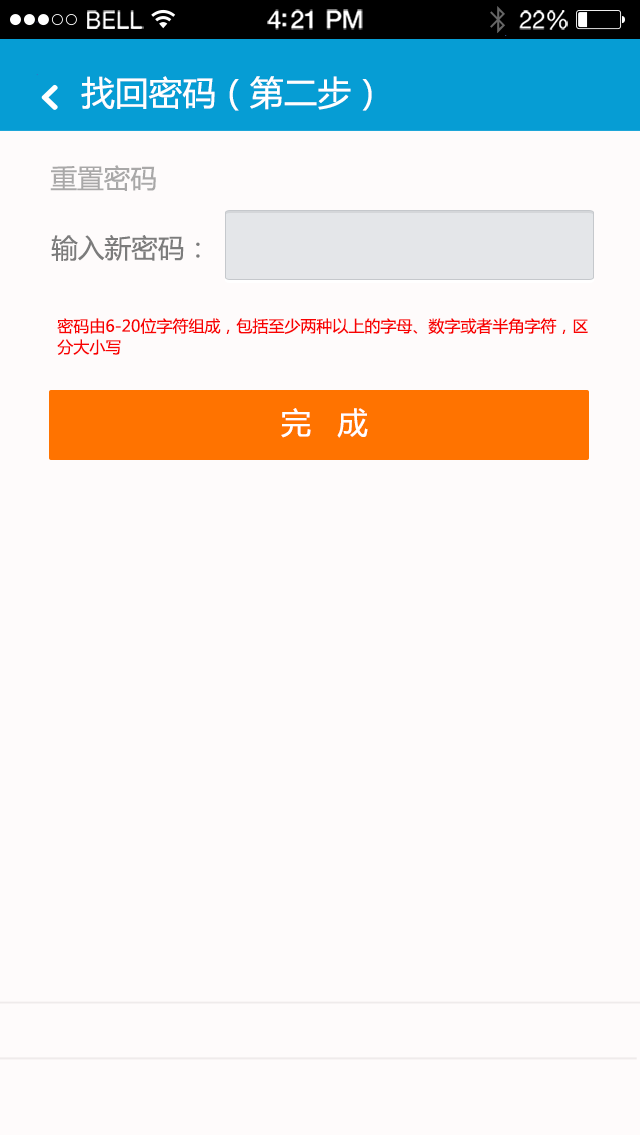 BELL 4:21 PM 22%
找回密码（第二步）
重置密码
输入新密码：
密码由6-20位字符组成，包括至少两种以上的字母、数字或者半角字符，区
分大小写
完 成